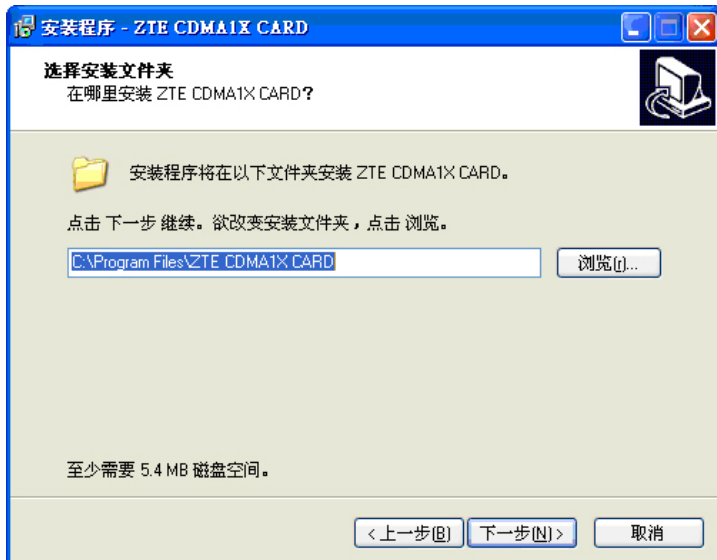 安装程序 - ZTE CDMA1X CARD
选择安装文件夹
在哪里安装 ZTE CDMA1X CARD?
安装程序将在以下文件夹安装 ZTE CDMA1X CARD。
点击 下一步 继续。欲改变安装文件夹，点击 浏览。
C:\Program Files\ZTE CDMA1X CARD
浏览(r)...
至少需要 5.4 MB 磁盘空间。
<上一步(B) 下一步(N)> 取消